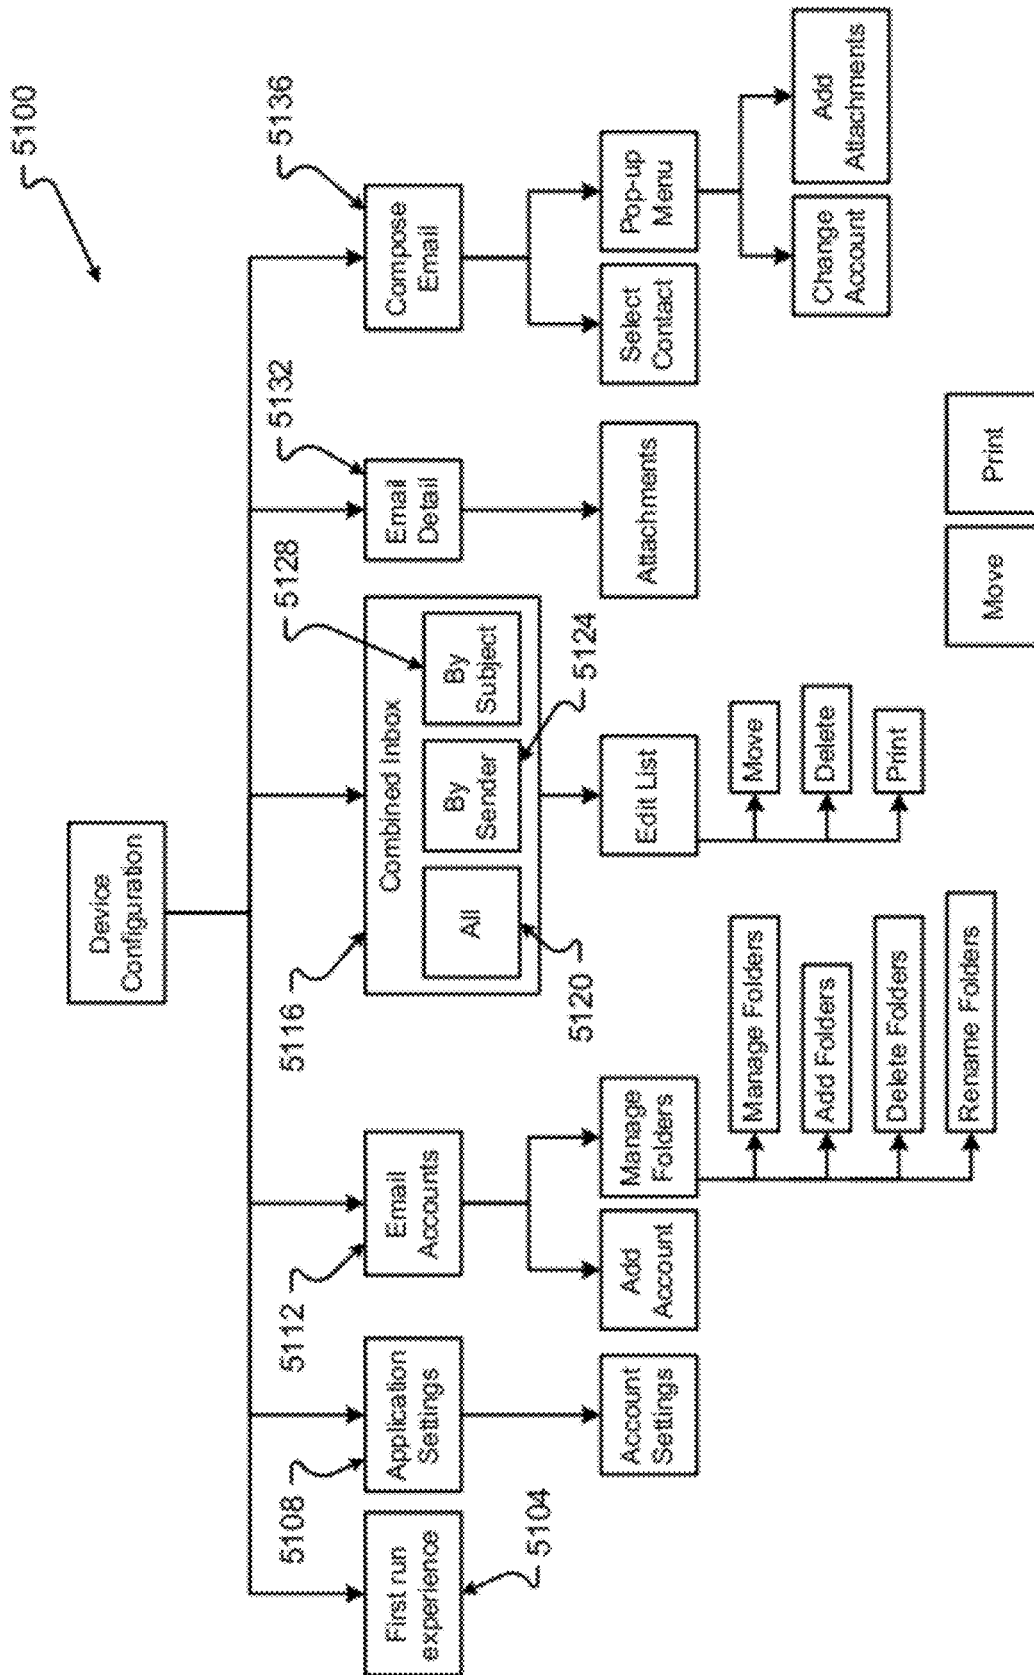 5100
Device
Configuration
5104
First run
experience
5108
Application
Settings
Account
Settings
5112
Email
Accounts
Add
Account
Manage
Folders
Manage Folders
Add Folders
Delete Folders
Rename Folders
5116
Combined Inbox
All
5120
By
Sender
5124
By
Subject
5128
Edit List
Move
Delete
Print
5132
Email
Detail
Attachments
5136
Compose
Email
Select
Contact
Pop-up
Menu
Change
Account
Add
Attachments
Move
Print